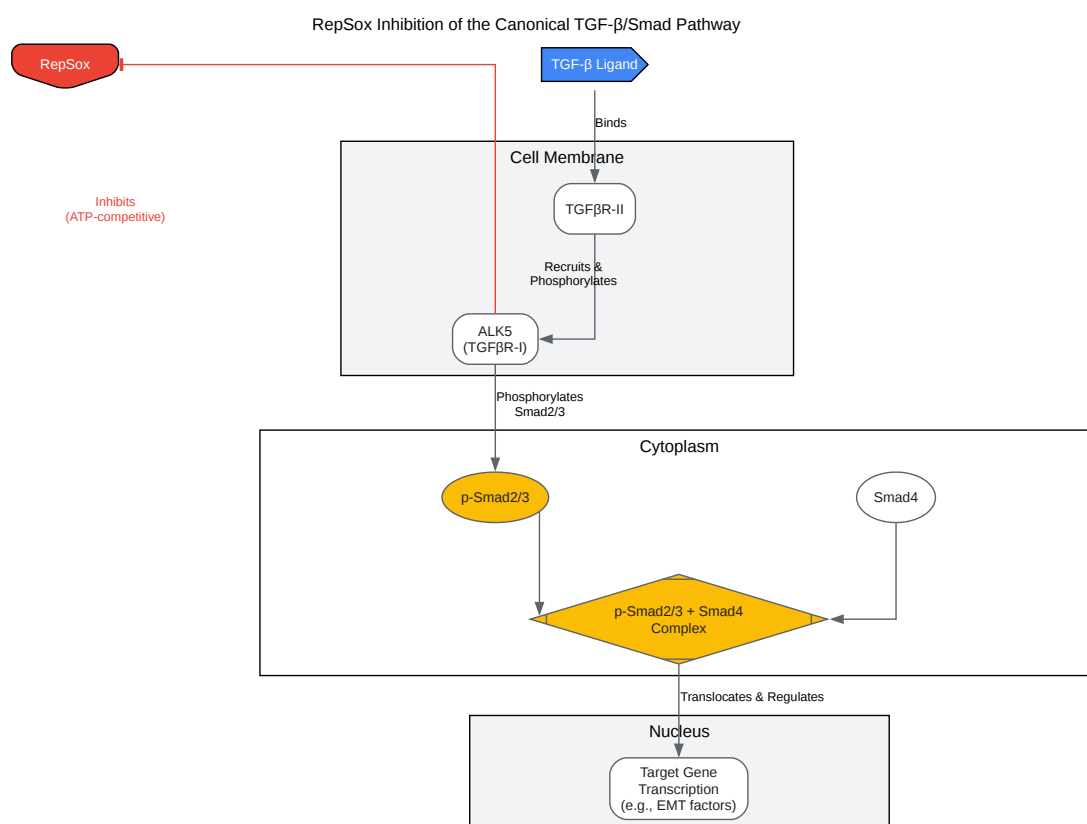 RepSox Inhibition of the Canonical TGF-β/Smad Pathway
RepSox
TGF-β Ligand
Binds
Cell Membrane
TGFβR-II
Inhibits
(ATP-competitive)
Recruits &
Phosphorylates
ALK5
(TGFβR-I)
Phosphorylates
Smad2/3
Cytoplasm
p-Smad2/3
Smad4
p-Smad2/3 + Smad4
Complex
Translocates & Regulates
Nucleus
Target Gene
Transcription
(e.g., EMT factors)